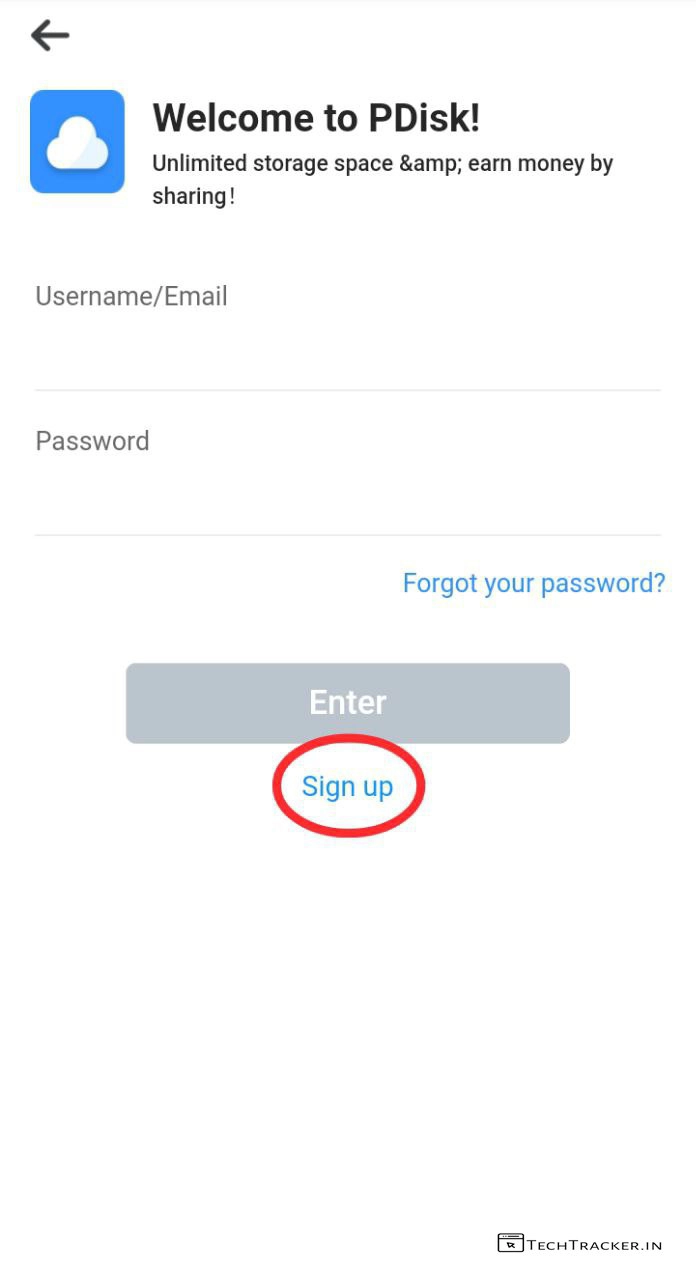 Welcome to PDisk!
Unlimited storage space &amp; earn money by
sharing!
Username/Email
Password
Forgot your password?
Enter
Sign up
TECHTRACKER.IN